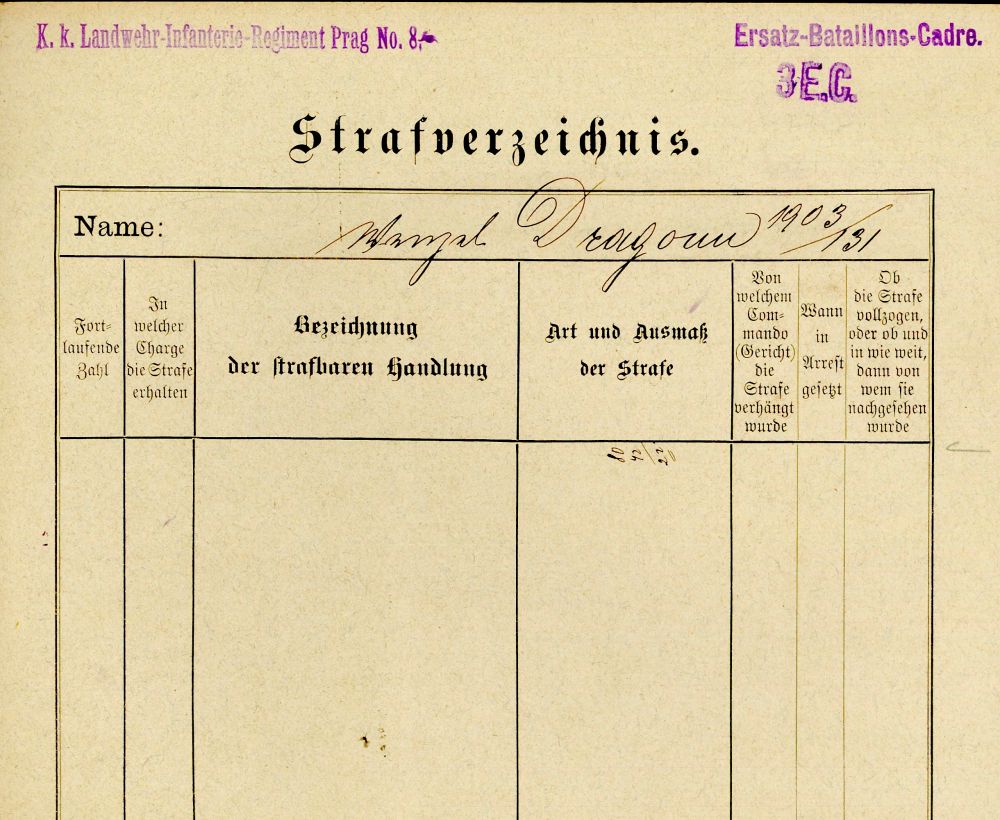 K. k. Landwehr-Infanterie-Regiment Prag No. 8.
Ersatz-Bataillons-Cadre.
3 E.C.
Strafverzeichnis.
Name: Wenzel Dragoun 1903/131
Fort-
laufende
Zahl
In
welcher
Charge
die Strafe
erhalten
Bezeichnung
der strafbaren Handlung
Art und Ausmaß
der Strafe
Von
welchem
Com-
mando
(Gericht)
die
Strafe
verhängt
wurde
Wann
in
Arrest
gesetzt
Ob
die Strafe
vollzogen,
oder ob und
in wie weit,
dann von
wem sie
nachgesehen
wurde